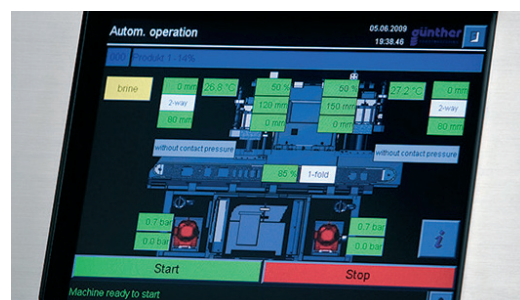 Autom. operation
05.06.2009
19:38.46
günther
000 Produkt 1 -14%
brine
0 mm 26,8 °C 50 % 50 % 27,2 °C 0 mm
2-way 120 mm 150 mm 2-way
80 mm 0 mm 0 mm 80 mm
without contact pressure without contact pressure
85 % 1-fold
0.7 bar 0.7 bar
0.0 bar 0.0 bar
i
Start Stop
Machine ready to start